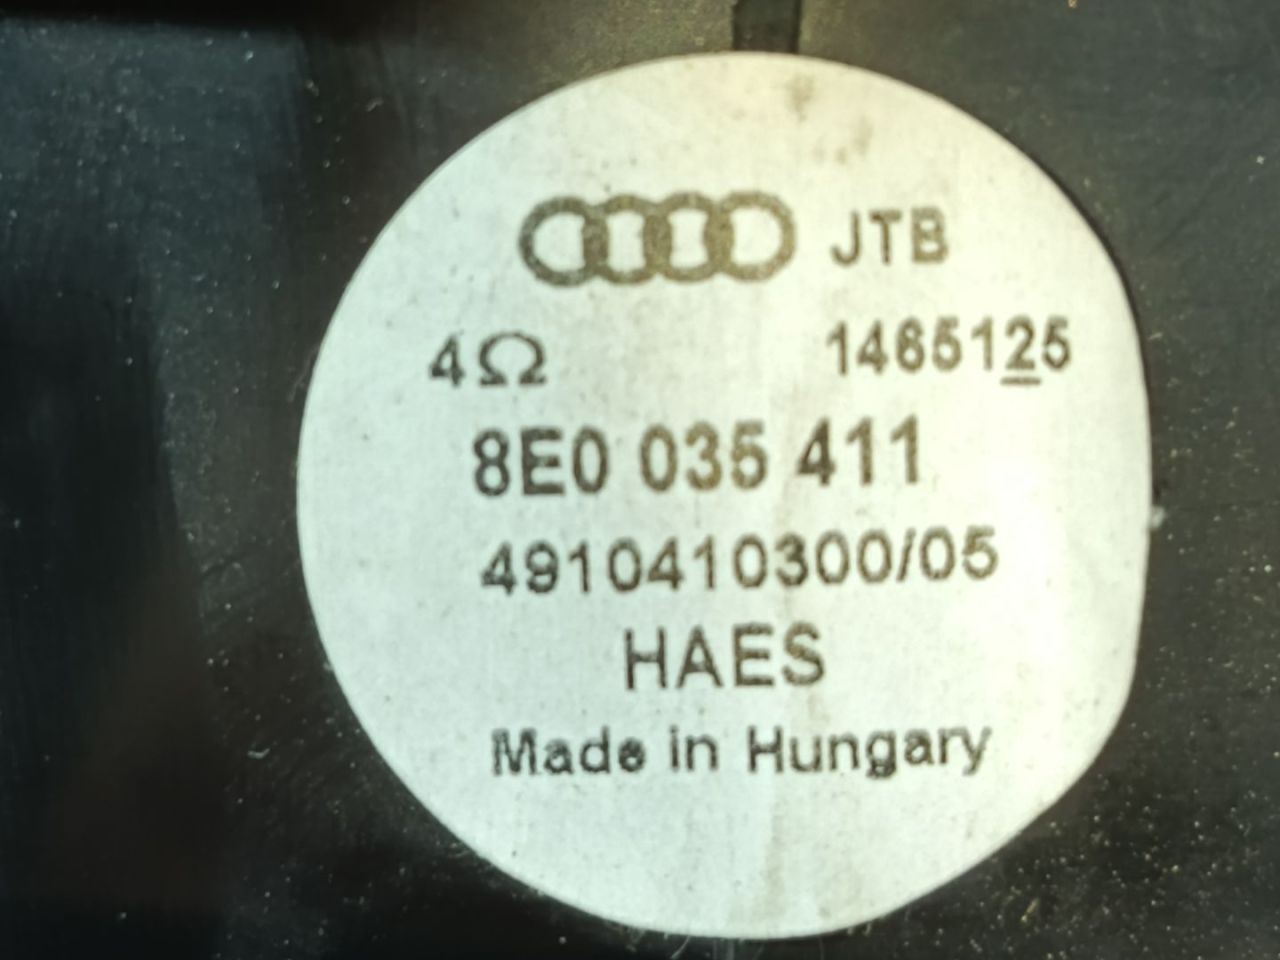 JTB
4Ω 1465125
8E0 035 411
4910410300/05
HAES
Made in Hungary